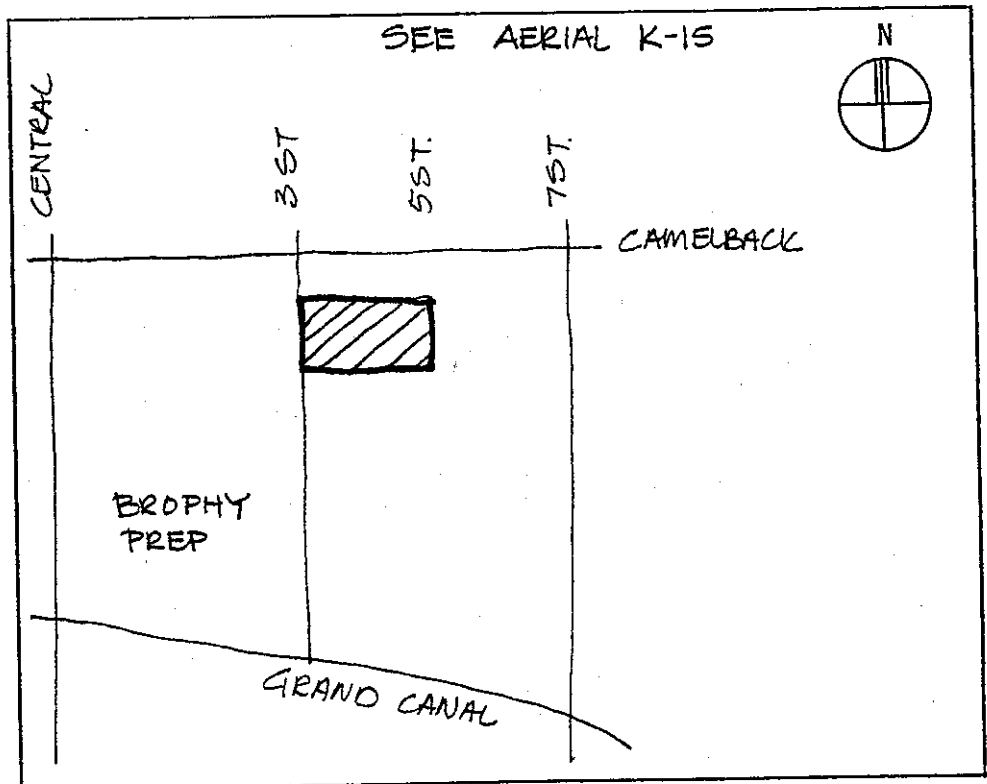 SEE AERIAL K-15
N
CENTRAL
3 ST
5 ST.
7 ST.
CAMELBACK
BROPHY
PREP
GRAND CANAL